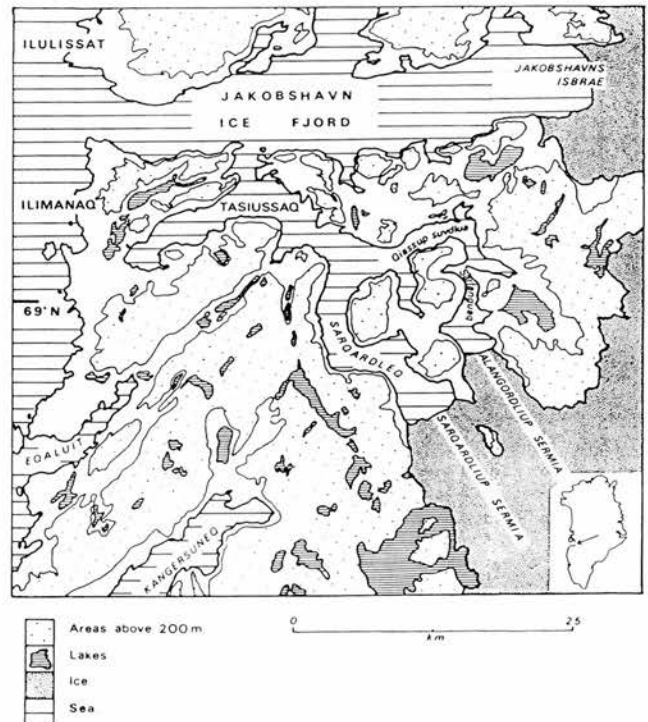 ILULISSAT
JAKOBSHAVNS
ISBRAE
JAKOBSHAVN
ICE FJORD
ILIMANAQ
TASIUSSAQ
69°N
SARQARDLEQ
ALANGORDLIUP SERMIA
SARQARDLIUP SERMIA
EQALUIT
KANGERSUNEQ
Areas above 200 m
0 25
km
Lakes
Ice
Sea